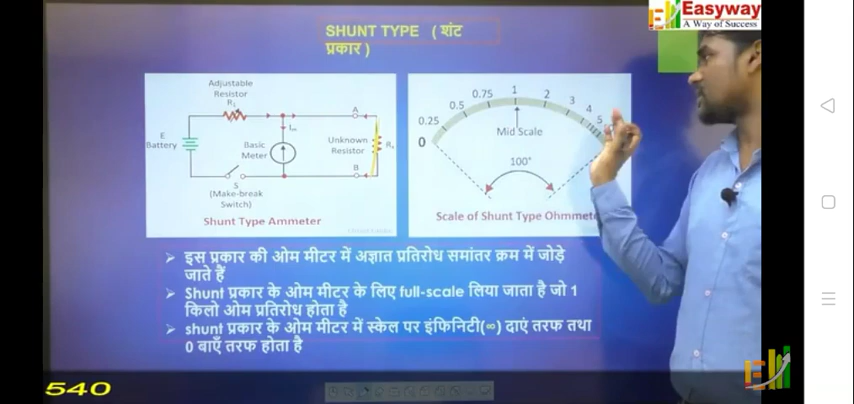 Easyway
A Way of Success
SHUNT TYPE ( शंट
प्रकार )
Adjustable
Resistor
R₁
E
Battery
Iₘ
Basic
Meter
A
Unknown
Resistor
Rₓ
B
S
(Make-break
Switch)
Shunt Type Ammeter
0
0.25
0.5
0.75
1
2
3
4
5
Mid Scale
100°
Scale of Shunt Type Ohmmete
➢ इस प्रकार की ओम मीटर में अज्ञात प्रतिरोध समांतर क्रम में जोड़े
जाते हैं
➢ Shunt प्रकार के ओम मीटर के लिए full-scale लिया जाता है जो 1
किलो ओम प्रतिरोध होता है
➢ shunt प्रकार के ओम मीटर में स्केल पर इंफिनिटी(∞) दाएं तरफ तथा
0 बाएँ तरफ होता है
540